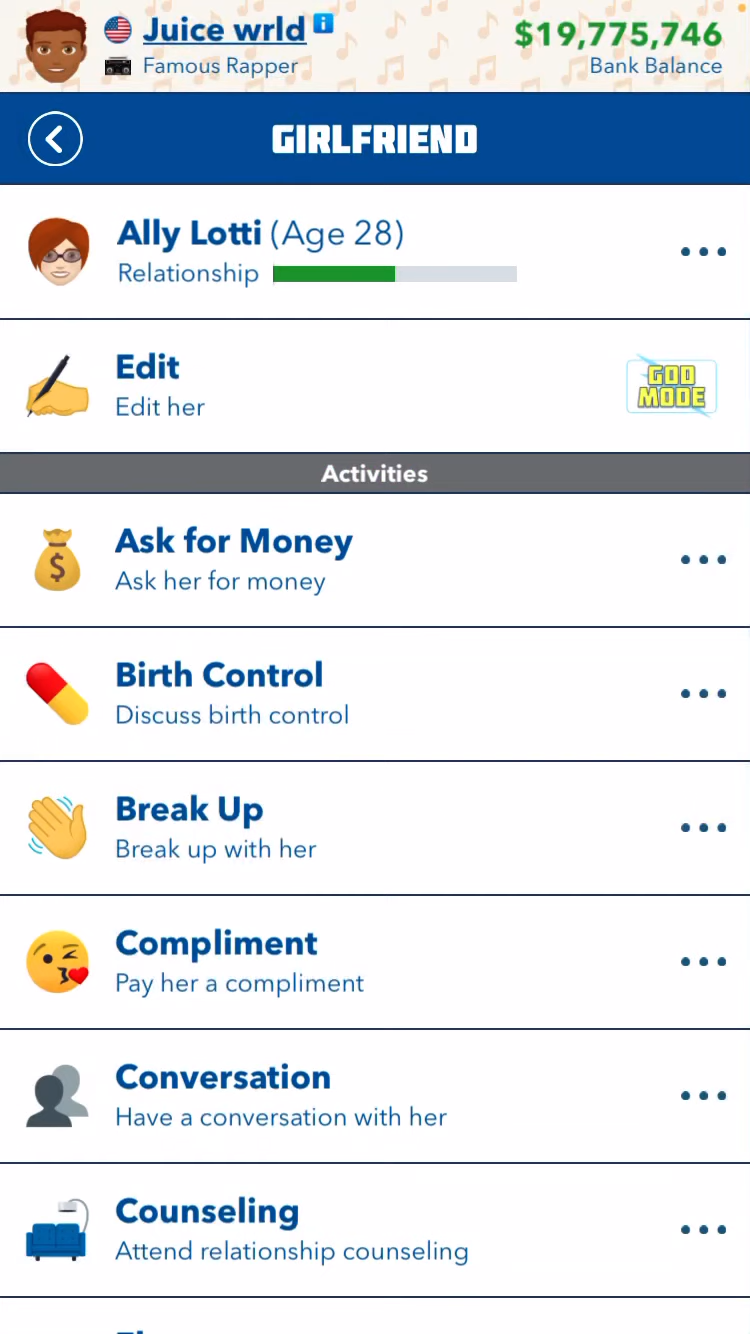 Juice wrld
$19,775,746
Famous Rapper
Bank Balance
GIRLFRIEND
Ally Lotti (Age 28)
Relationship
Edit
Edit her
GOD
MODE
Activities
Ask for Money
Ask her for money
Birth Control
Discuss birth control
Break Up
Break up with her
Compliment
Pay her a compliment
Conversation
Have a conversation with her
Counseling
Attend relationship counseling